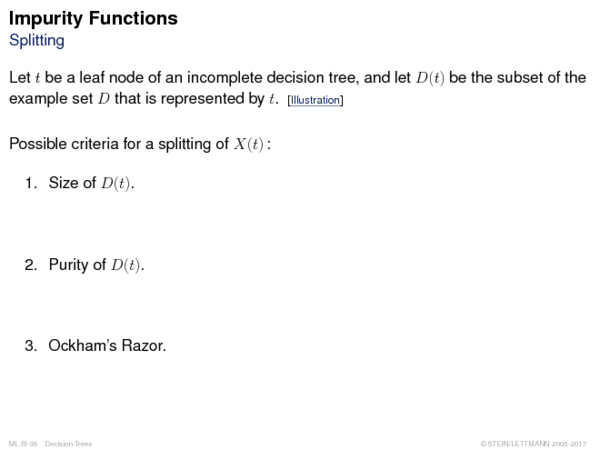 Impurity Functions
Splitting
Let t be a leaf node of an incomplete decision tree, and let D(t) be the subset of the
example set D that is represented by t. [Illustration]
Possible criteria for a splitting of X(t) :
1. Size of D(t).
2. Purity of D(t).
3. Ockham's Razor.
ML:III-35 Decision Trees
© STEIN/LETTMANN 2005-2017